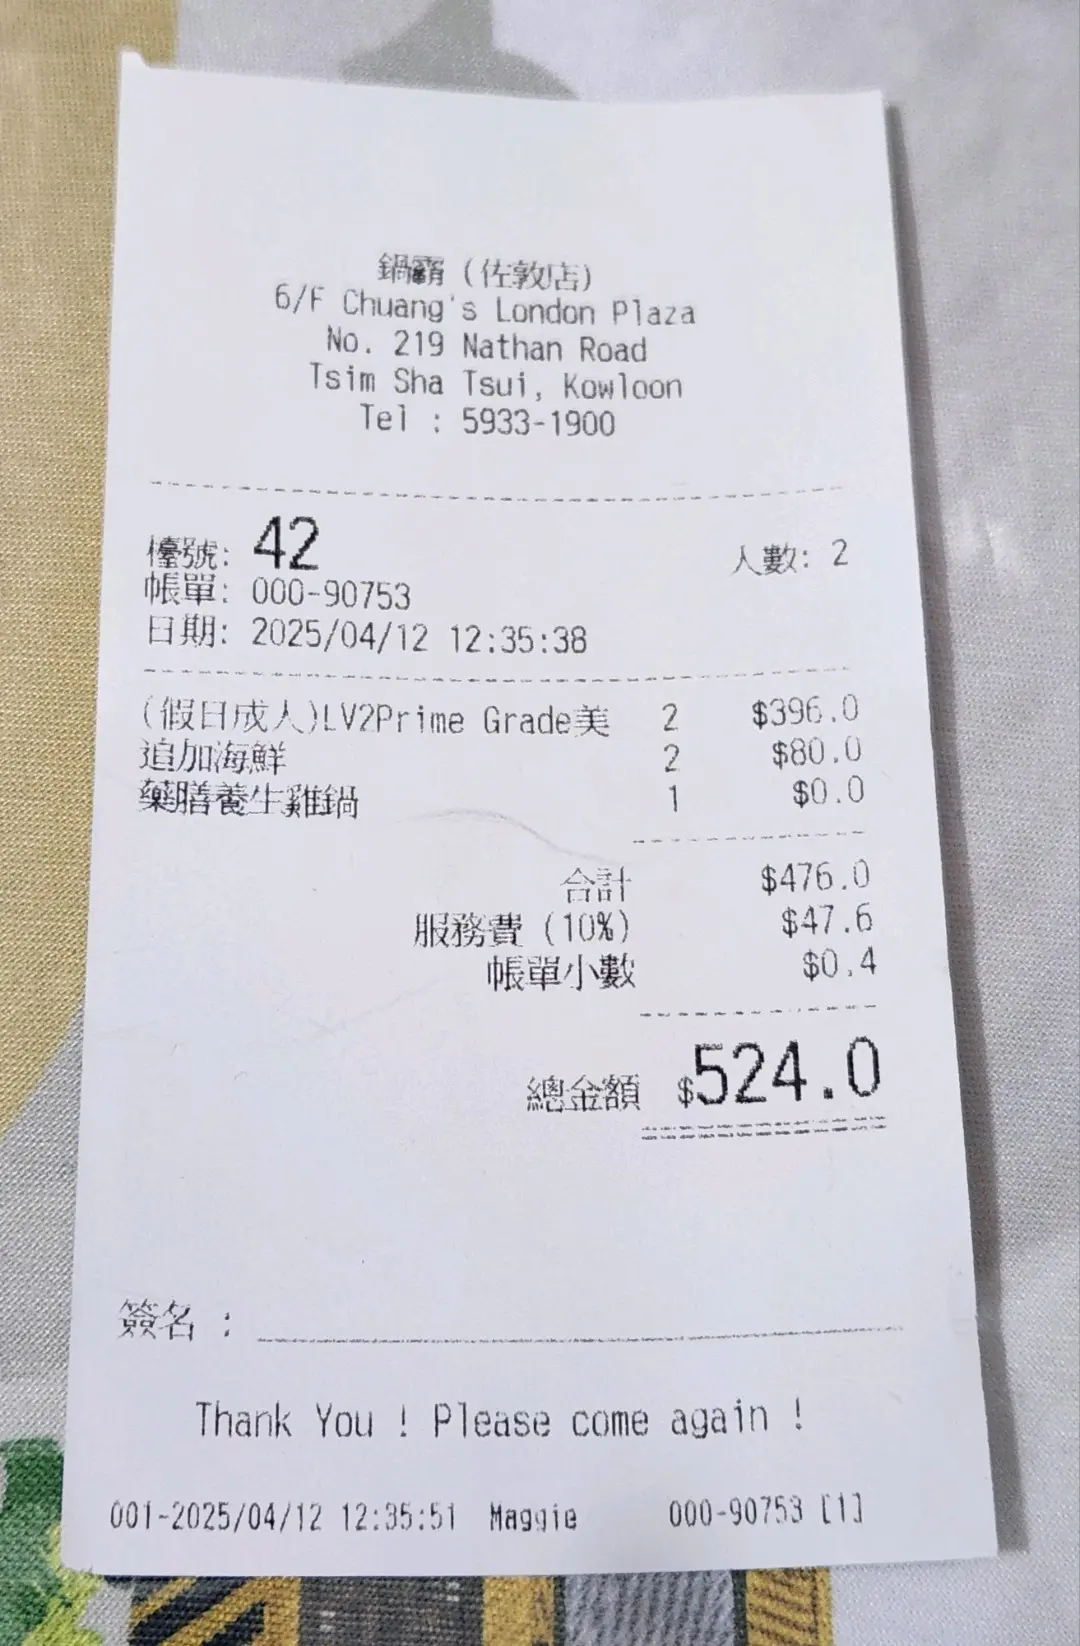 鍋霸 (佐敦店)
6/F Chuang's London Plaza
No. 219 Nathan Road
Tsim Sha Tsui, Kowloon
Tel : 5933-1900
檯號: 42 人數: 2
帳單: 000-90753
日期: 2025/04/12 12:35:38
(假日成人)LV2Prime Grade美 2 $396.0
追加海鮮 2 $80.0
藥膳養生雞鍋 1 $0.0
合計 $476.0
服務費 (10%) $47.6
帳單小數 $0.4
總金額 $524.0
簽名 :
Thank You ! Please come again !
001-2025/04/12 12:35:51 Maggie 000-90753 [1]